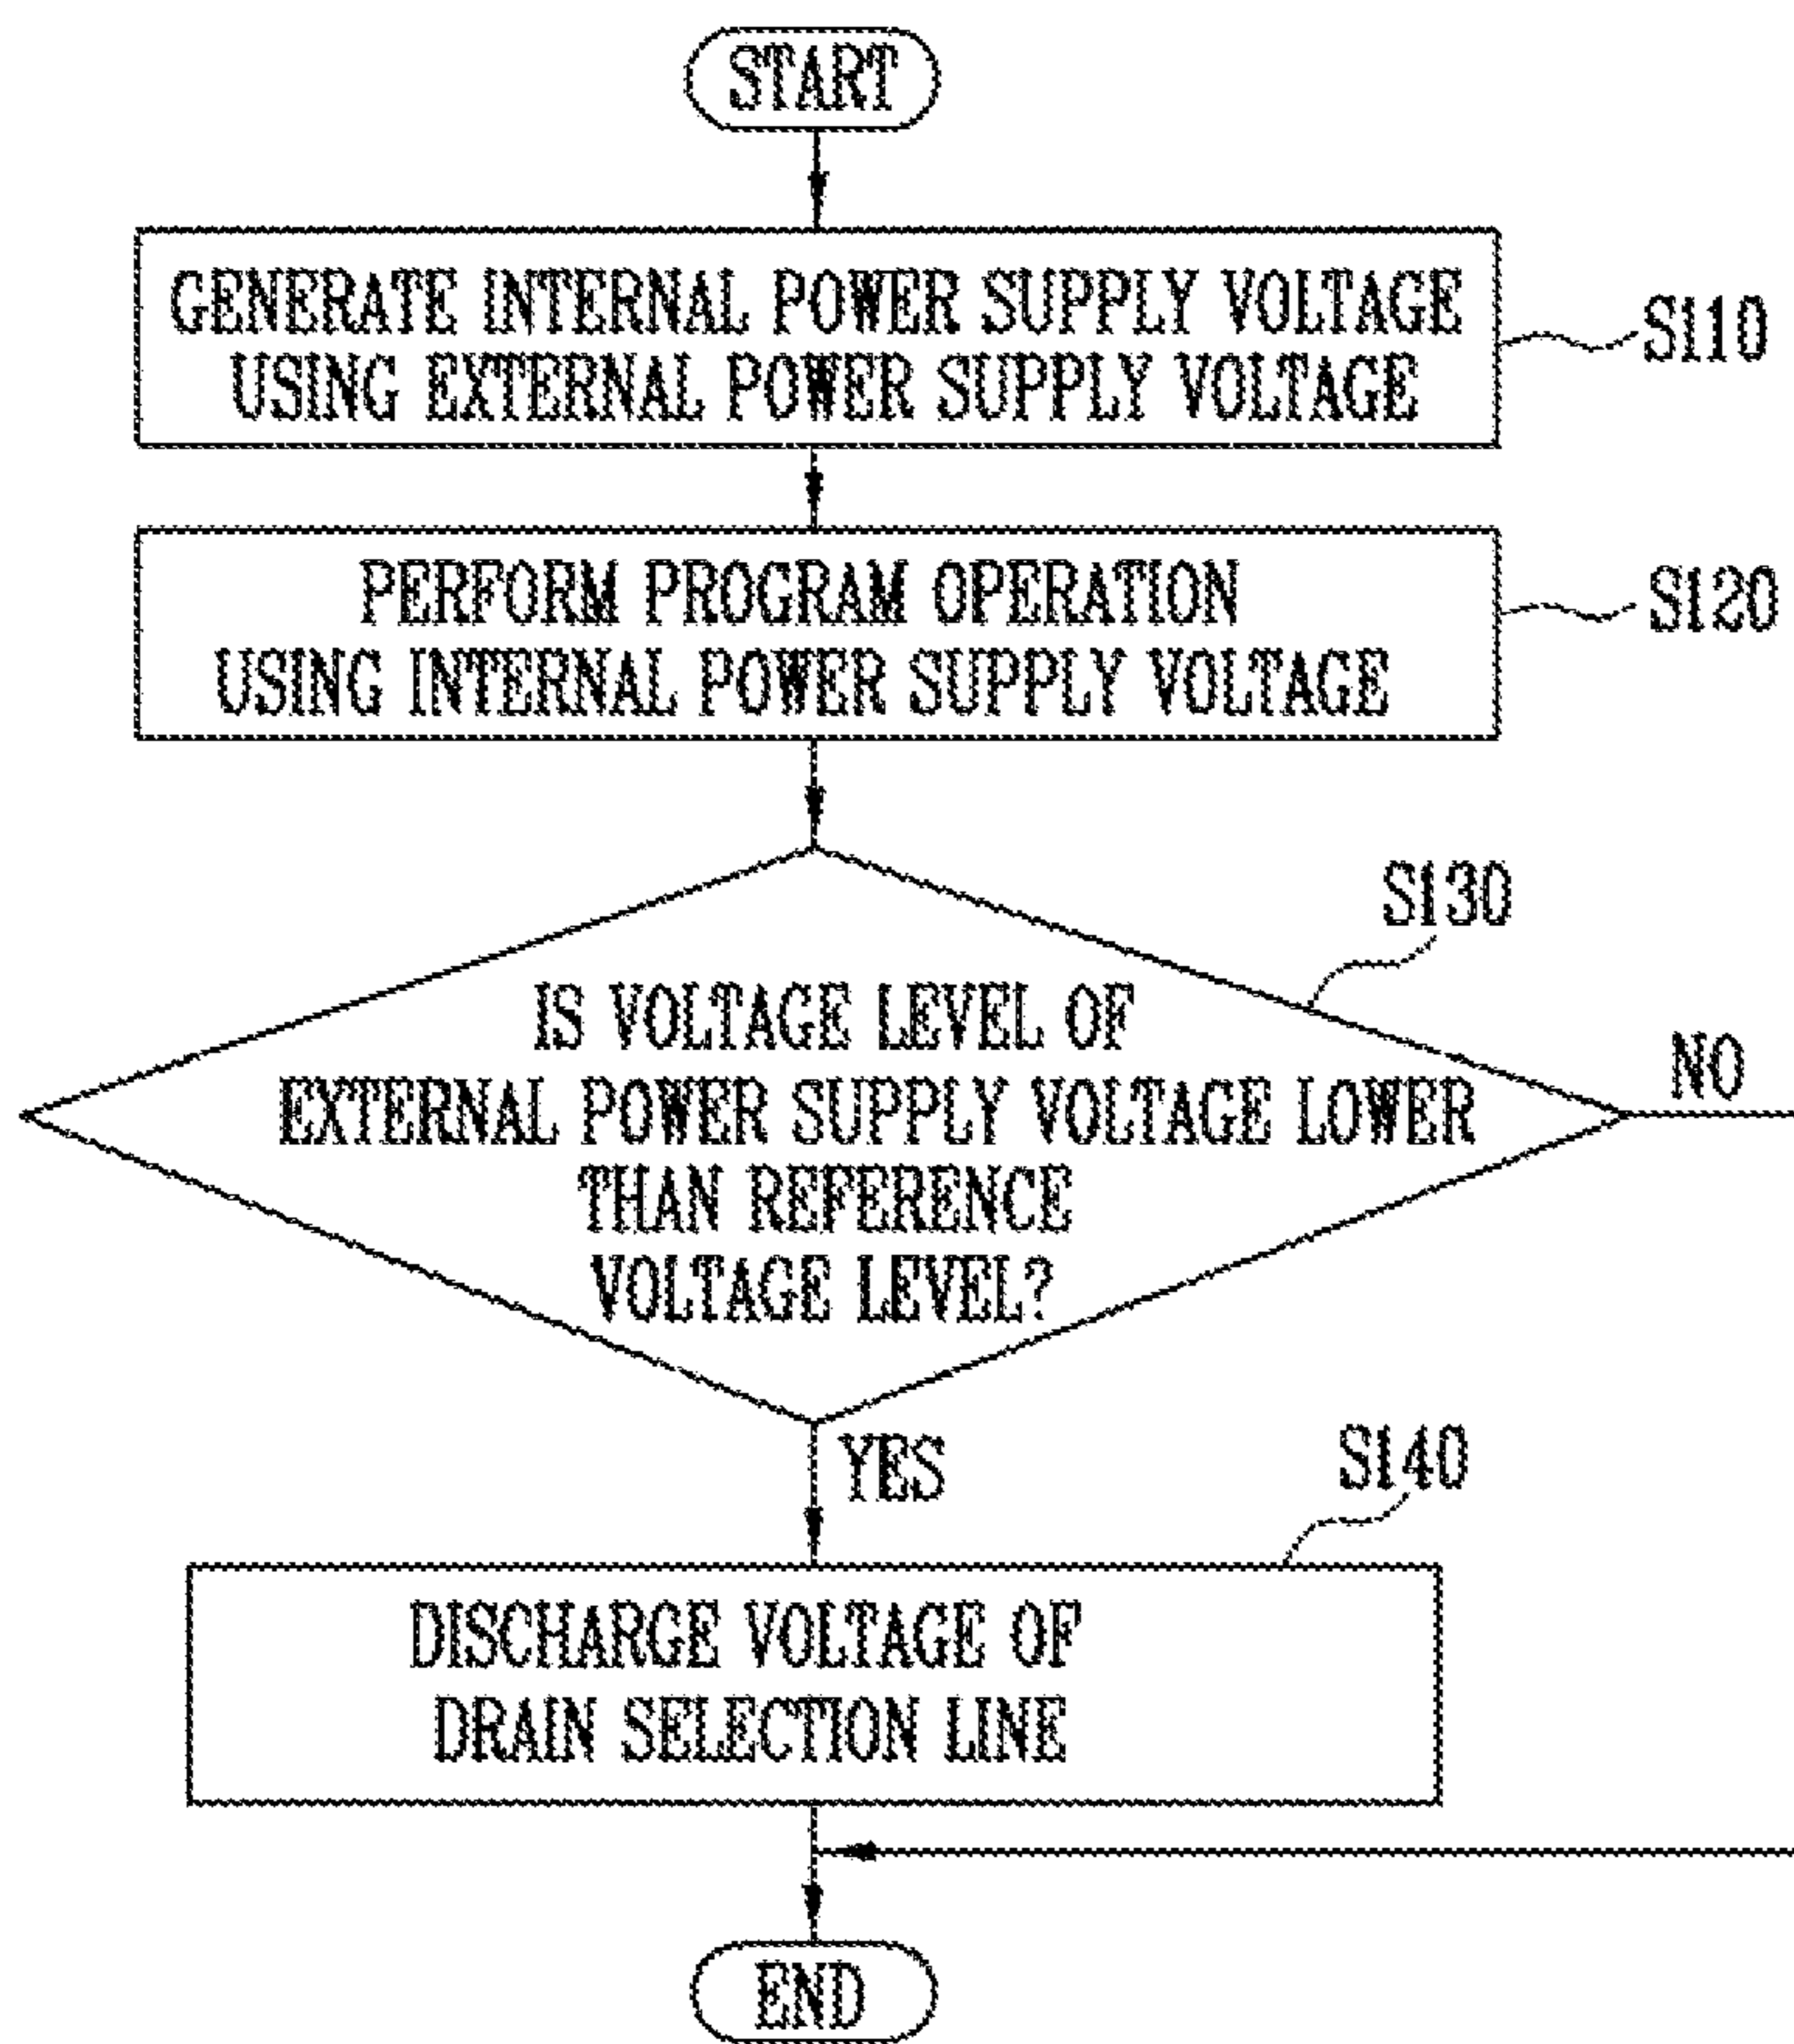 START
GENERATE INTERNAL POWER SUPPLY VOLTAGE
USING EXTERNAL POWER SUPPLY VOLTAGE
S110
PERFORM PROGRAM OPERATION
USING INTERNAL POWER SUPPLY VOLTAGE
S120
S130
IS VOLTAGE LEVEL OF
EXTERNAL POWER SUPPLY VOLTAGE LOWER
THAN REFERENCE
VOLTAGE LEVEL?
NO
YES
S140
DISCHARGE VOLTAGE OF
DRAIN SELECTION LINE
END